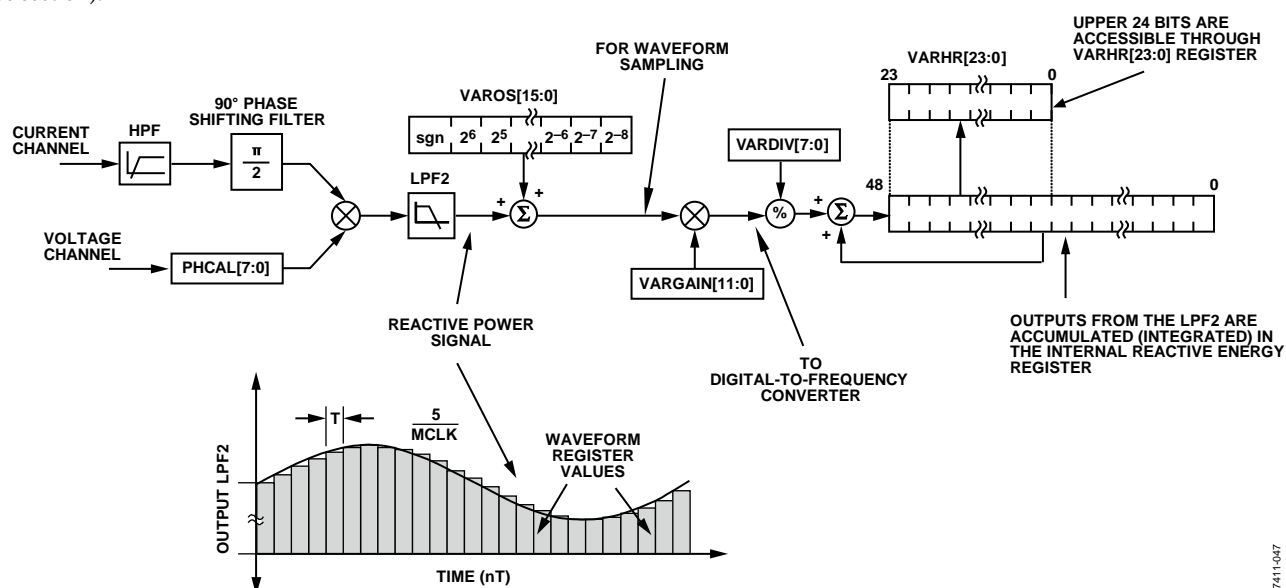 UPPER 24 BITS ARE
ACCESSIBLE THROUGH
VARHR[23:0] REGISTER
FOR WAVEFORM
SAMPLING
VARHR[23:0]
23
0
90° PHASE
SHIFTING FILTER
VAROS[15:0]
CURRENT
CHANNEL
HPF
π
2
sgn 2⁶ 2⁵ 2⁻⁶ 2⁻⁷ 2⁻⁸
VARDIV[7:0]
LPF2
48
0
+ +
Σ
%
+ +
Σ
VOLTAGE
CHANNEL
PHCAL[7:0]
VARGAIN[11:0]
REACTIVE POWER
SIGNAL
TO
DIGITAL-TO-FREQUENCY
CONVERTER
OUTPUTS FROM THE LPF2 ARE
ACCUMULATED (INTEGRATED) IN
THE INTERNAL REACTIVE ENERGY
REGISTER
T
5
MCLK
WAVEFORM
REGISTER
VALUES
OUTPUT LPF2
TIME (nT)
7411-047